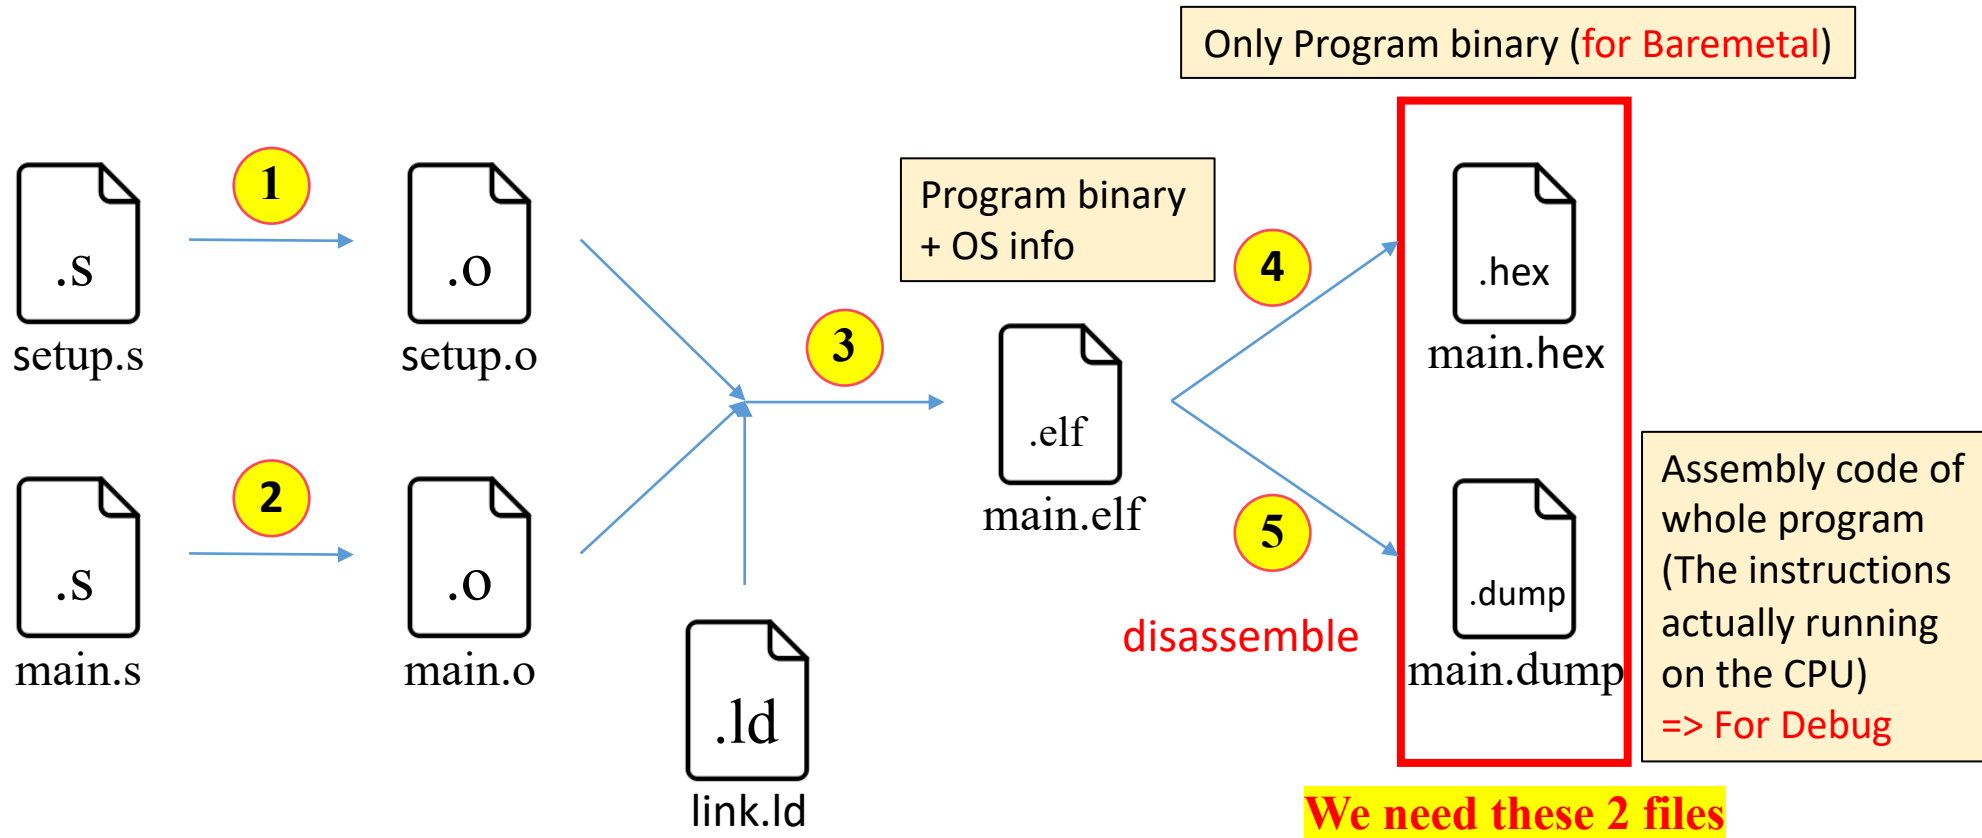 Only Program binary (for Baremetal)
1
.s
setup.s
.o
setup.o
Program binary
+ OS info
4
.hex
main.hex
3
.elf
main.elf
2
.s
main.s
.o
main.o
.ld
link.ld
5
disassemble
.dump
main.dump
Assembly code of
whole program
(The instructions
actually running
on the CPU)
=> For Debug
We need these 2 files